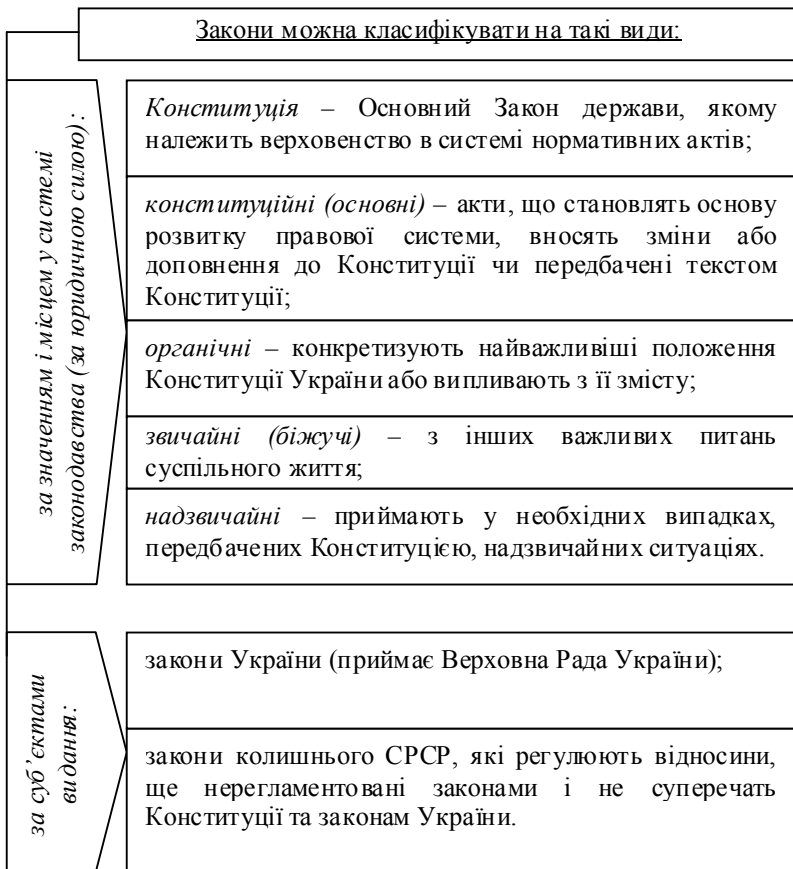 Закони можна класифікувати на такі види:
за значенням і місцем у системі
законодавства (за юридичною силою):
Конституція – Основний Закон держави, якому
належить верховенство в системі нормативних актів;
конституційні (основні) – акти, що становлять основу
розвитку правової системи, вносять зміни або
доповнення до Конституції чи передбачені текстом
Конституції;
органічні – конкретизують найважливіші положення
Конституції України або випливають з її змісту;
звичайні (біжучі) – з інших важливих питань
суспільного життя;
надзвичайні – приймають у необхідних випадках,
передбачених Конституцією, надзвичайних ситуаціях.
за суб’єктами
видання:
закони України (приймає Верховна Рада України);
закони колишнього СРСР, які регулюють відносини,
ще нерегламентовані законами і не суперечать
Конституції та законам України.